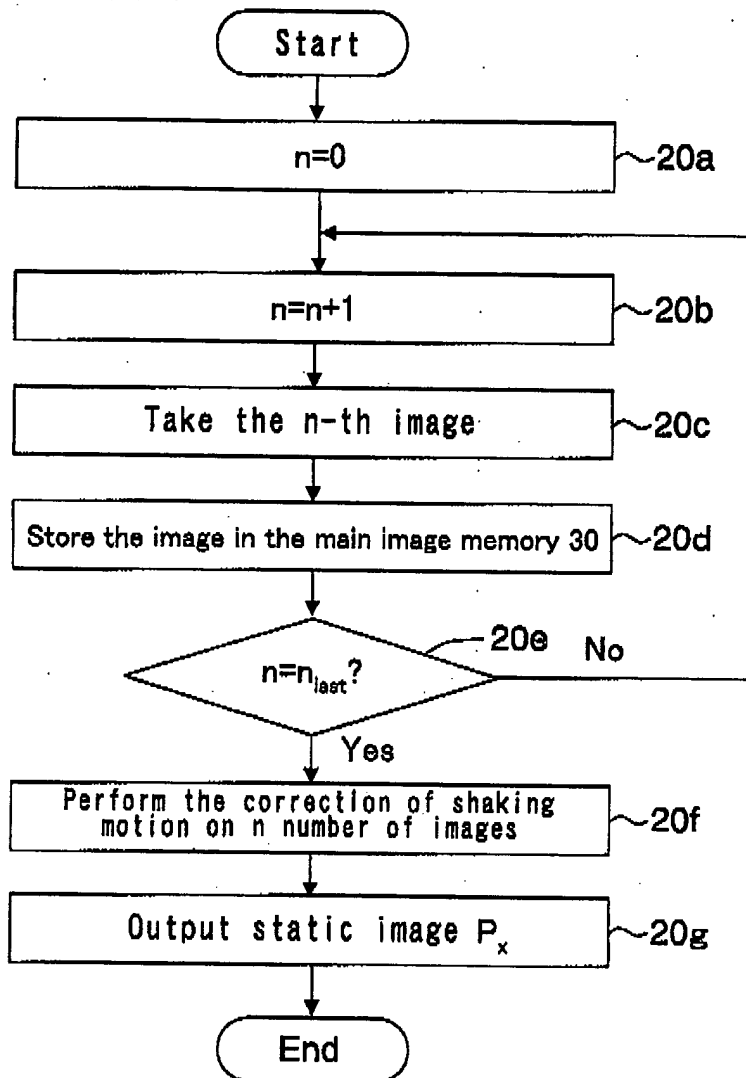 Start
n=0
20a
n=n+1
20b
Take the n-th image
20c
Store the image in the main image memory 30
20d
20e
n=nlast?
No
Yes
Perform the correction of shaking
motion on n number of images
20f
Output static image Px
20g
End